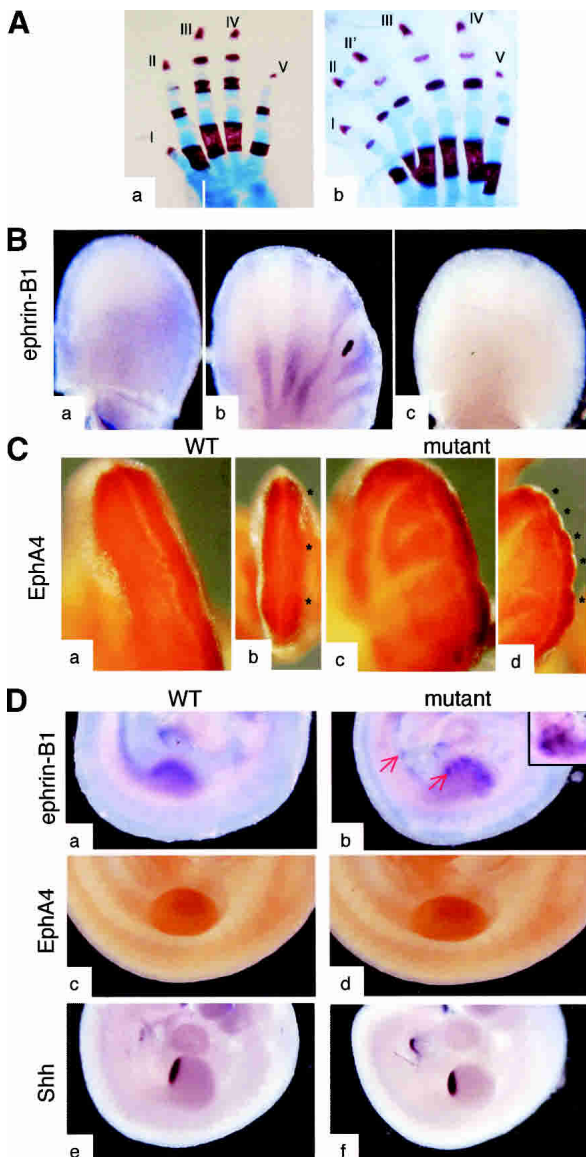 A
III IV
II
V
I
a
III IV
II'
II
V
I
b
B
ephrin-B1
a b c
WT mutant
C
EphA4
* * *
* * * * *
a b c d
WT mutant
D
ephrin-B1
a b
EphA4
c d
Shh
e f